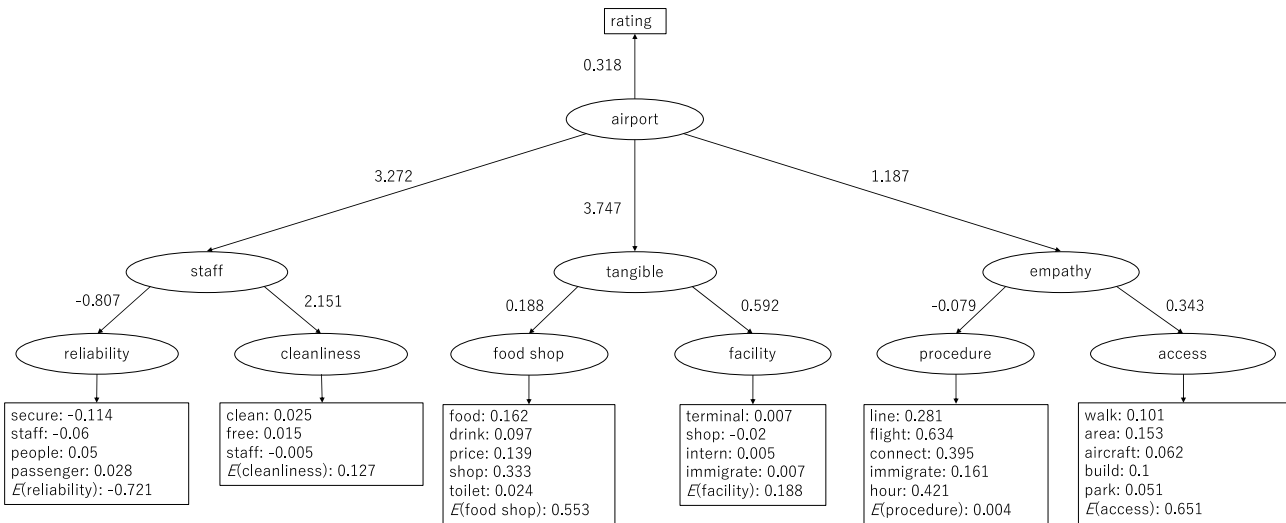 rating
0.318
airport
3.272
3.747
1.187
staff
tangible
empathy
-0.807
2.151
0.188
0.592
-0.079
0.343
reliability
cleanliness
food shop
facility
procedure
access
secure: -0.114
staff: -0.06
people: 0.05
passenger: 0.028
E(reliability): -0.721
clean: 0.025
free: 0.015
staff: -0.005
E(cleanliness): 0.127
food: 0.162
drink: 0.097
price: 0.139
shop: 0.333
toilet: 0.024
E(food shop): 0.553
terminal: 0.007
shop: -0.02
intern: 0.005
immigrate: 0.007
E(facility): 0.188
line: 0.281
flight: 0.634
connect: 0.395
immigrate: 0.161
hour: 0.421
E(procedure): 0.004
walk: 0.101
area: 0.153
aircraft: 0.062
build: 0.1
park: 0.051
E(access): 0.651